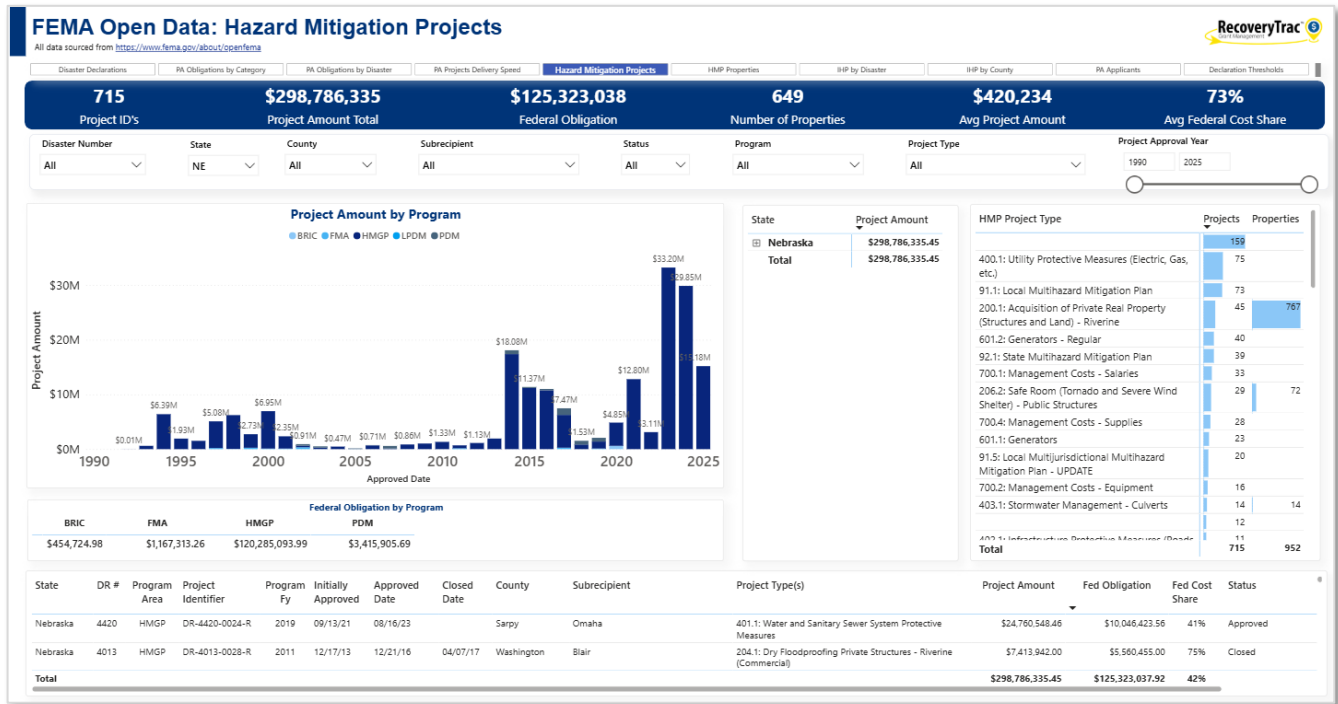 FEMA Open Data: Hazard Mitigation Projects
All data sourced from https://www.fema.gov/about/openfema
RecoveryTrac $
Grant Management
Disaster Declarations
PA Obligations by Category
PA Obligations by Disaster
PA Projects Delivery Speed
Hazard Mitigation Projects
HMP Properties
IHP by Disaster
IHP by County
PA Applicants
Declaration Thresholds
715 $298,786,335 $125,323,038 649 $420,234 73%
Project ID's Project Amount Total Federal Obligation Number of Properties Avg Project Amount Avg Federal Cost Share
Disaster Number State County Subrecipient Status Program Project Type Project Approval Year
All NE All All All All All 1990 2025
Project Amount by Program
BRIC FMA HMGP LPDM PDM
Project Amount
$30M
$20M
$10M
$0M
$0.01M
$6.39M
$1.93M
$5.08M
$2.73M
$6.95M
$2.35M
$0.91M
$0.47M
$0.71M
$0.86M
$1.33M
$1.13M
$18.08M
$11.37M
$7.47M
$1.53M
$4.85M
$12.80M
$3.11M
$33.20M
$29.85M
$15.18M
1990 1995 2000 2005 2010 2015 2020 2025
Approved Date
Federal Obligation by Program
BRIC FMA HMGP PDM
$454,724.98 $1,167,313.26 $120,285,093.99 $3,415,905.69
State Project Amount
Nebraska $298,786,335.45
Total $298,786,335.45
HMP Project Type Projects Properties
159
400.1: Utility Protective Measures (Electric, Gas, 75
etc.)
91.1: Local Multihazard Mitigation Plan 73
200.1: Acquisition of Private Real Property 45 767
(Structures and Land) - Riverine
601.2: Generators - Regular 40
92.1: State Multihazard Mitigation Plan 39
700.1: Management Costs - Salaries 33
206.2: Safe Room (Tornado and Severe Wind 29 72
Shelter) - Public Structures
700.4: Management Costs - Supplies 28
601.1: Generators 23
91.5: Local Multijurisdictional Multihazard 20
Mitigation Plan - UPDATE
700.2: Management Costs - Equipment 16
403.1: Stormwater Management - Culverts 14 14
12
402.1: Infrastructure Protective Measures (Roads 11
Total 715 952
State DR # Program Project Program Initially Approved Closed County Subrecipient Project Type(s) Project Amount Fed Obligation Fed Cost Status
Area Identifier Fy Approved Date Date Share
Nebraska 4420 HMGP DR-4420-0024-R 2019 09/13/21 08/16/23 Sarpy Omaha 401.1: Water and Sanitary Sewer System Protective $24,760,548.46 $10,046,423.56 41% Approved
Measures
Nebraska 4013 HMGP DR-4013-0028-R 2011 12/17/13 12/21/16 04/07/17 Washington Blair 204.1: Dry Floodproofing Private Structures - Riverine $7,413,942.00 $5,560,455.00 75% Closed
(Commercial)
Total $298,786,335.45 $125,323,037.92 42%